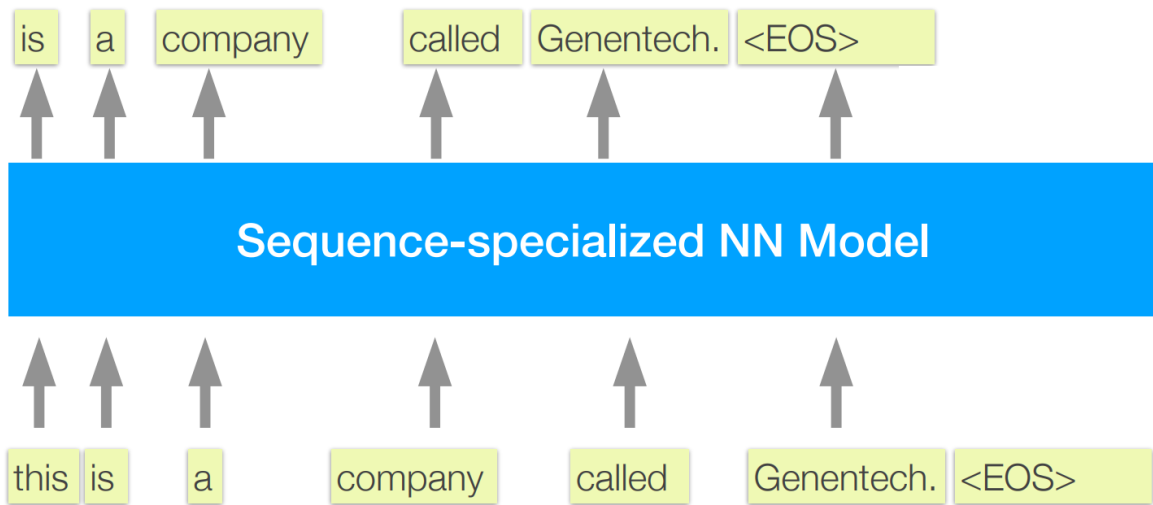 is a company called Genentech. <EOS>
Sequence-specialized NN Model
this is a company called Genentech. <EOS>